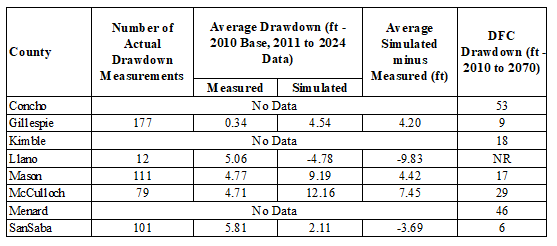 County Number of Actual Drawdown Measurements Average Drawdown (ft - 2010 Base, 2011 to 2024 Data) Average Simulated minus Measured (ft) DFC Drawdown (ft - 2010 to 2070)
Measured Simulated
Concho No Data 53
Gillespie 177 0.34 4.54 4.20 9
Kimble No Data 18
Llano 12 5.06 -4.78 -9.83 NR
Mason 111 4.77 9.19 4.42 17
McCulloch 79 4.71 12.16 7.45 29
Menard No Data 46
SanSaba 101 5.81 2.11 -3.69 6